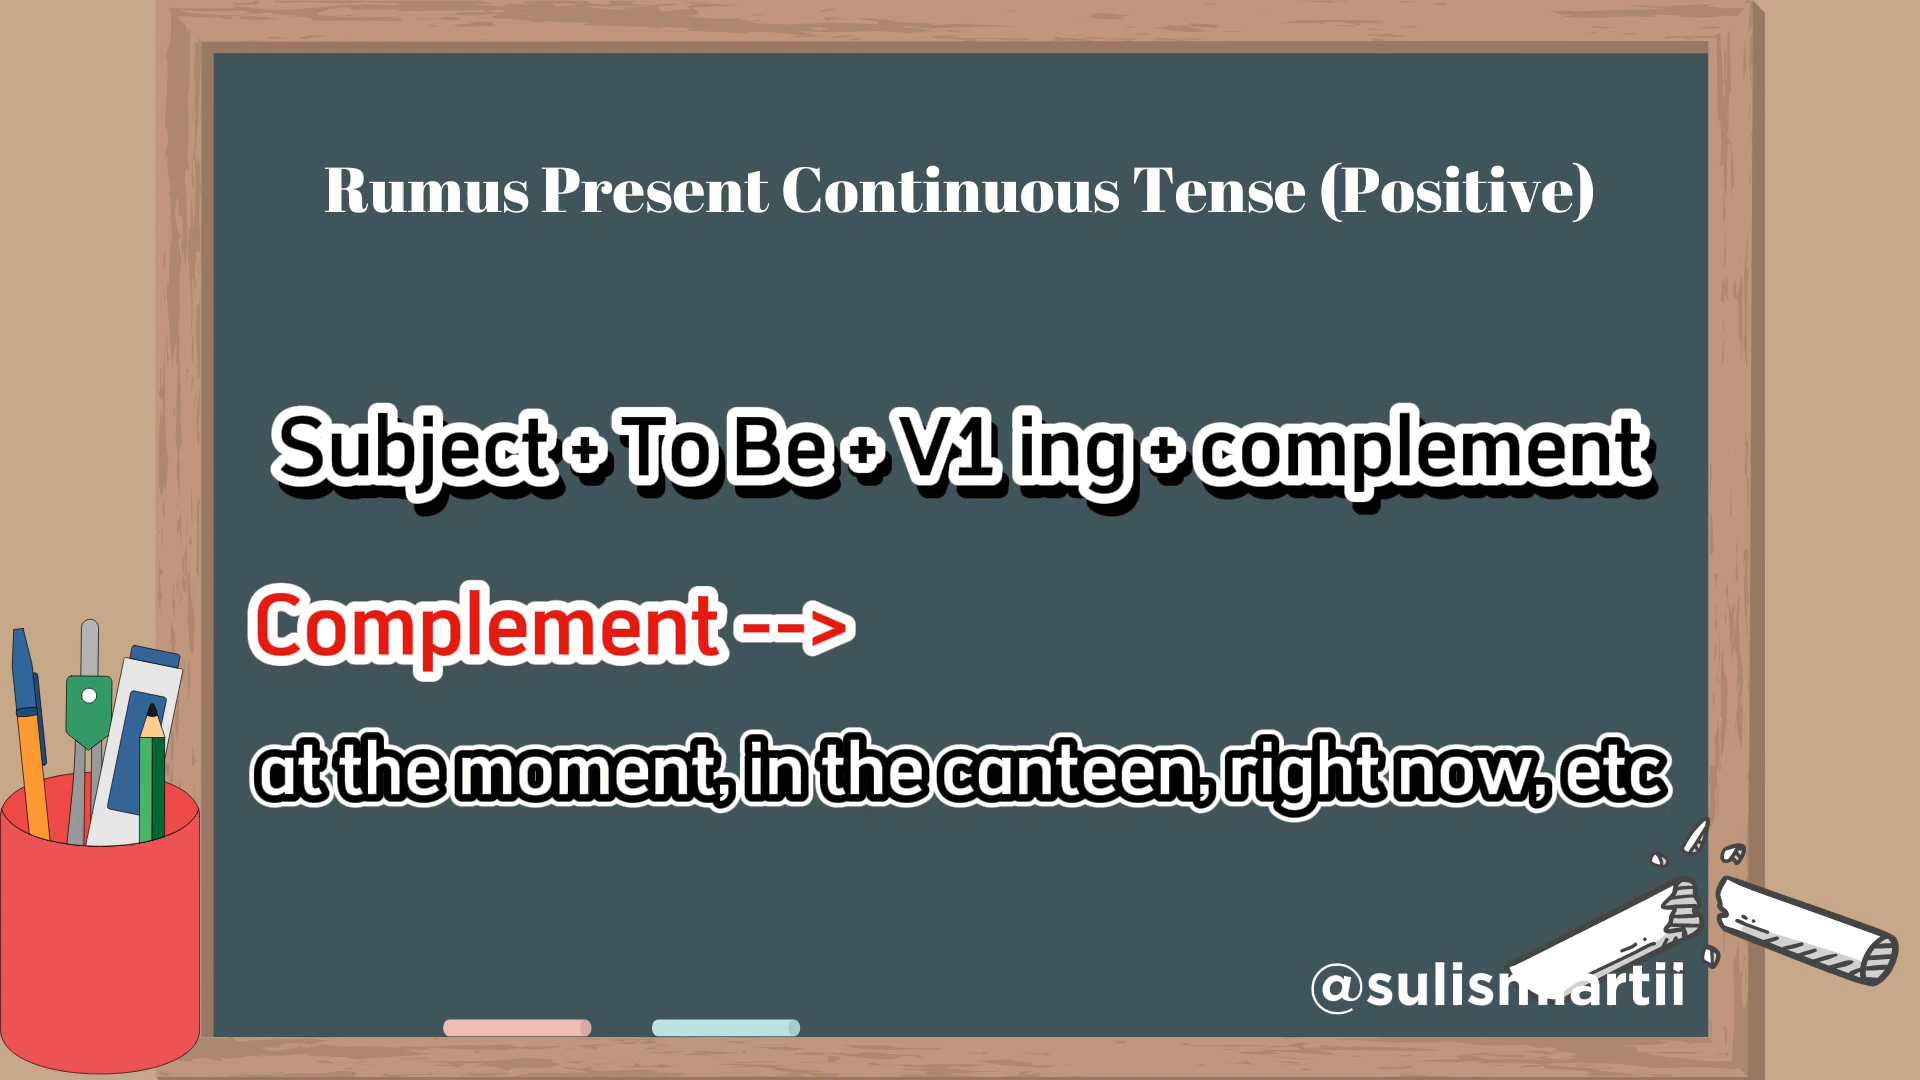 Rumus Present Continuous Tense (Positive)
Subject + To Be + V1 ing + complement
Complement -->
at the moment, in the canteen, right now, etc